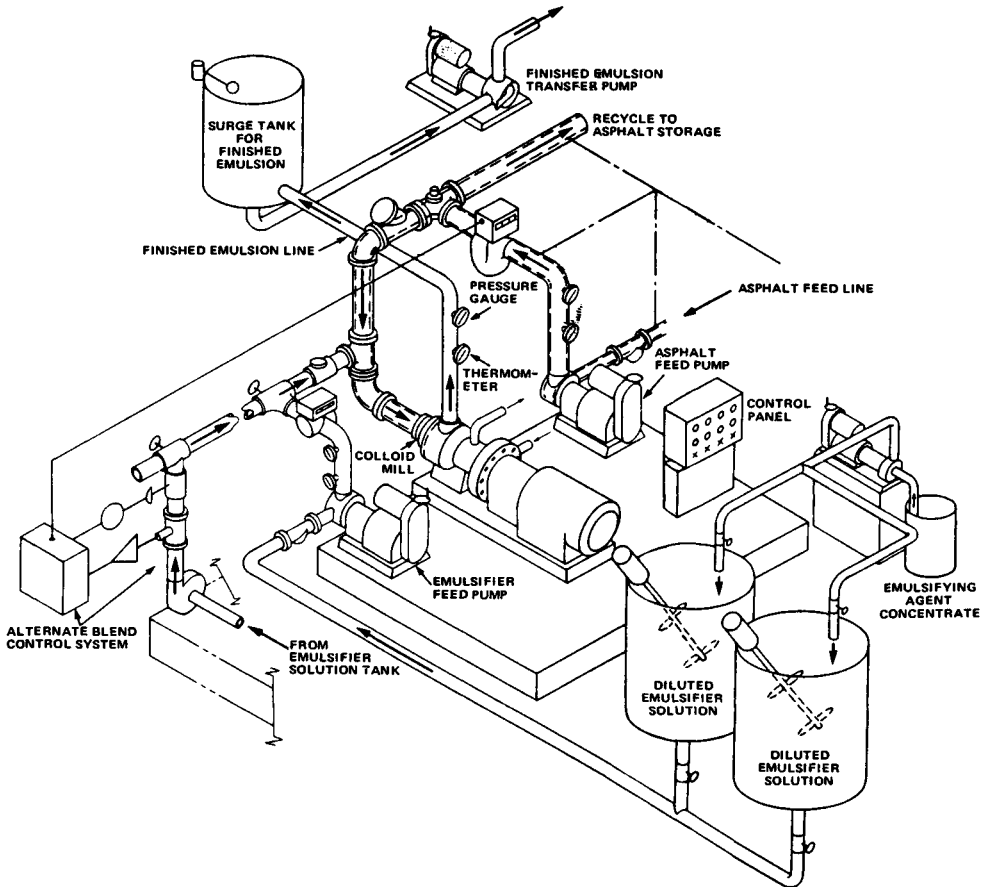 FINISHED EMULSION
TRANSFER PUMP
SURGE TANK
FOR
FINISHED
EMULSION
RECYCLE TO
ASPHALT STORAGE
FINISHED EMULSION LINE
PRESSURE
GAUGE
ASPHALT FEED LINE
THERMOM-
ETER
ASPHALT
FEED PUMP
CONTROL
PANEL
COLLOID
MILL
EMULSIFIER
FEED PUMP
EMULSIFYING
AGENT
CONCENTRATE
ALTERNATE BLEND
CONTROL SYSTEM
FROM
EMULSIFIER
SOLUTION TANK
DILUTED
EMULSIFIER
SOLUTION
DILUTED
EMULSIFIER
SOLUTION